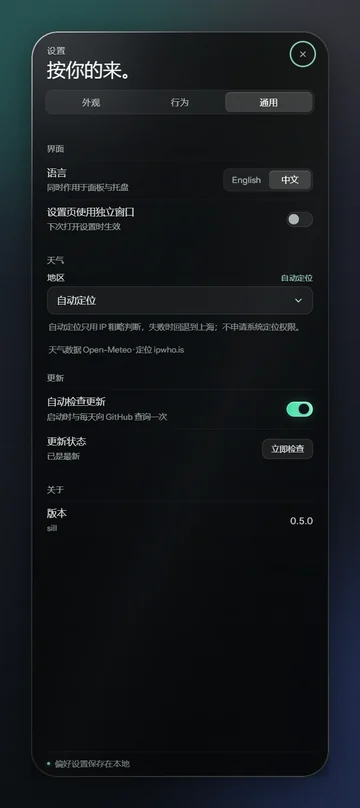 设置
按你的来。
外观 行为 通用
界面
语言
同时作用于面板与托盘
English 中文
设置页使用独立窗口
下次打开设置时生效
天气
地区 自动定位
自动定位
自动定位只用 IP 粗略判断，失败时回退到上海；不申请系统定位权限。
天气数据 Open-Meteo · 定位 ipwho.is
更新
自动检查更新
启动时与每天向 GitHub 查询一次
更新状态
已是最新
立即检查
关于
版本
sill
0.5.0
偏好设置保存在本地